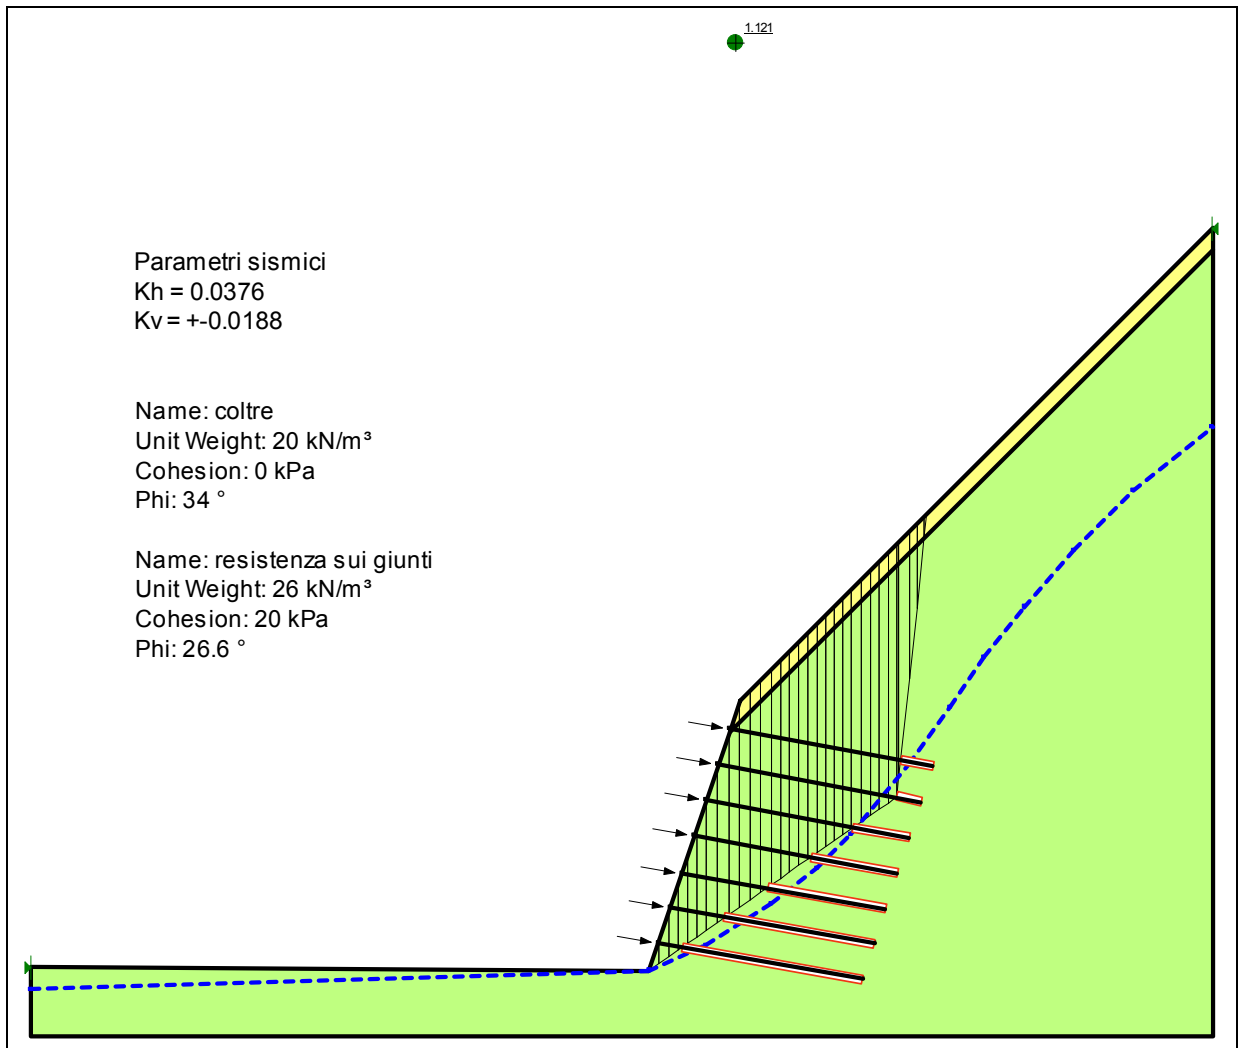 1.121
Parametri sismici
Kh = 0.0376
Kv = +-0.0188
Name: coltre
Unit Weight: 20 kN/m³
Cohesion: 0 kPa
Phi: 34 °
Name: resistenza sui giunti
Unit Weight: 26 kN/m³
Cohesion: 20 kPa
Phi: 26.6 °